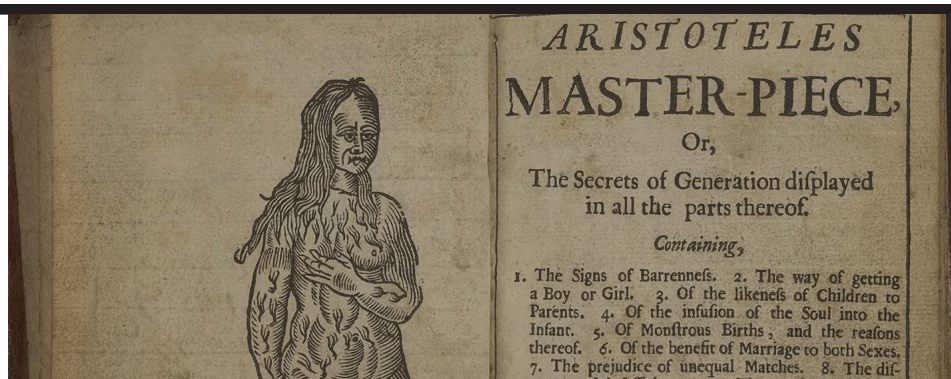 ARISTOTELES
MASTER-PIECE,
Or,
The Secrets of Generation diſplayed
in all the parts thereof.
Containing,
1. The Signs of Barrenneſs. 2. The way of getting
a Boy or Girl. 3. Of the likeneſs of Children to
Parents. 4. Of the infuſion of the Soul into the
Infant. 5. Of Monſtrous Births, and the reaſons
thereof. 6. Of the benefit of Marriage to both Sexes.
7. The prejudice of unequal Matches. 8. The diſ-